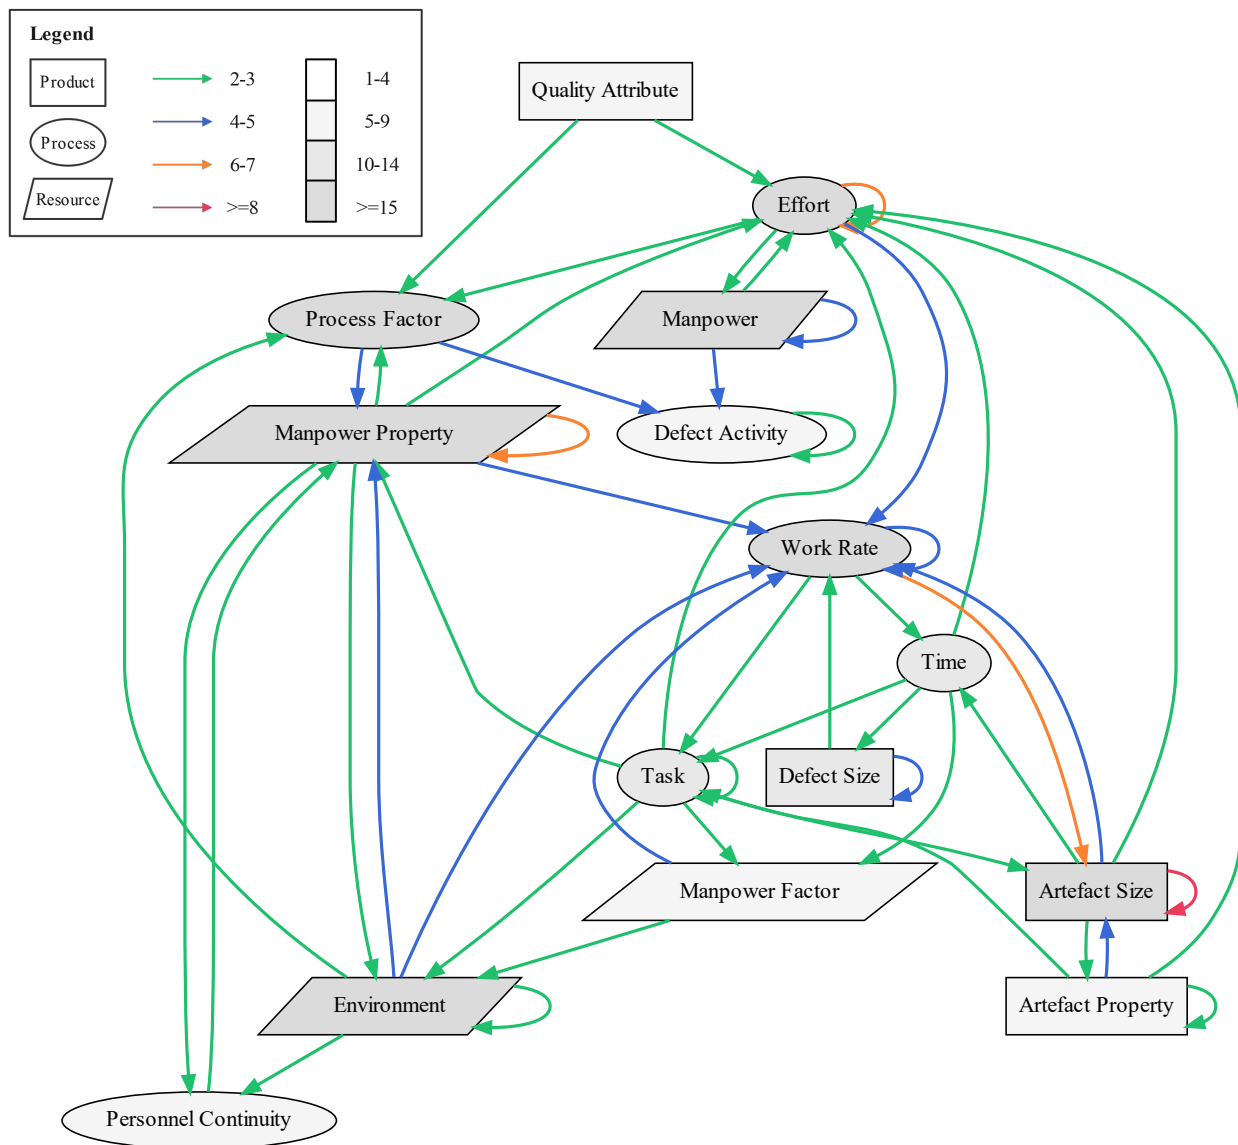 Legend
Product
2-3
1-4
4-5
5-9
Process
6-7
10-14
Resource
>=8
>=15
Quality Attribute
Effort
Process Factor
Manpower
Manpower Property
Defect Activity
Work Rate
Time
Task
Defect Size
Manpower Factor
Artefact Size
Environment
Artefact Property
Personnel Continuity